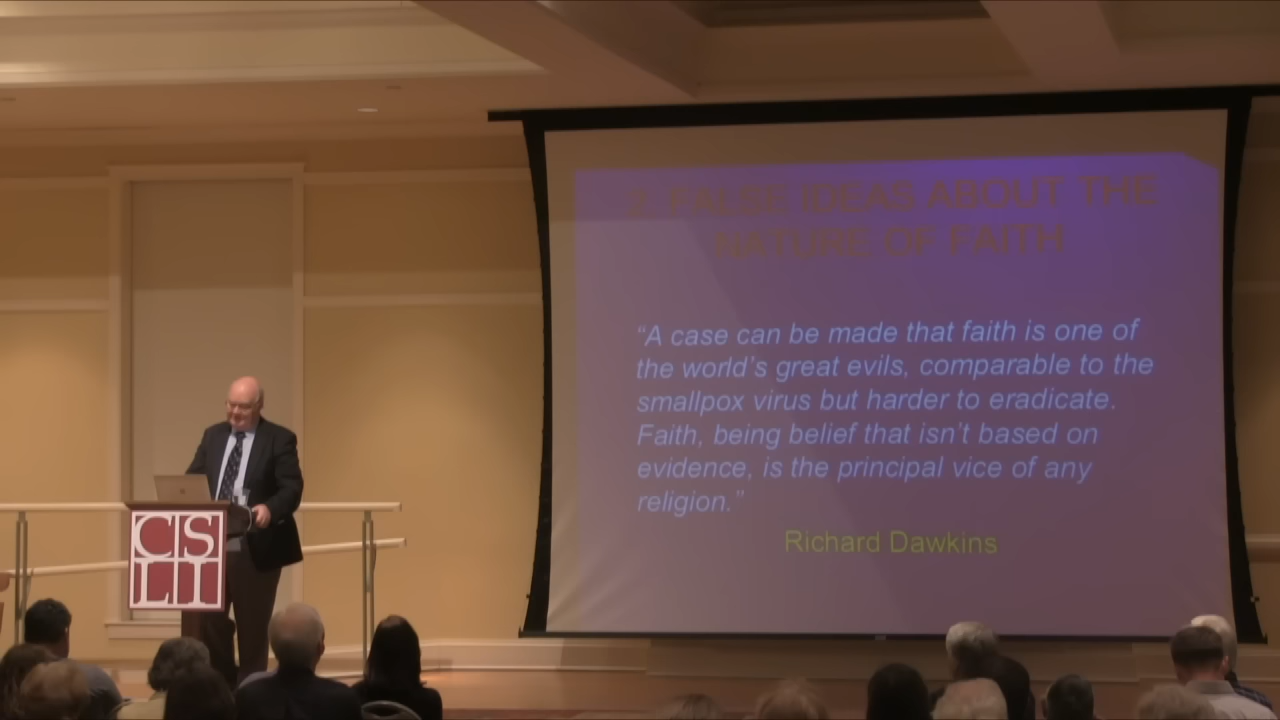 CS
LI
2. FALSE IDEAS ABOUT THE
NATURE OF FAITH
“A case can be made that faith is one of
the world’s great evils, comparable to the
smallpox virus but harder to eradicate.
Faith, being belief that isn’t based on
evidence, is the principal vice of any
religion.”
Richard Dawkins